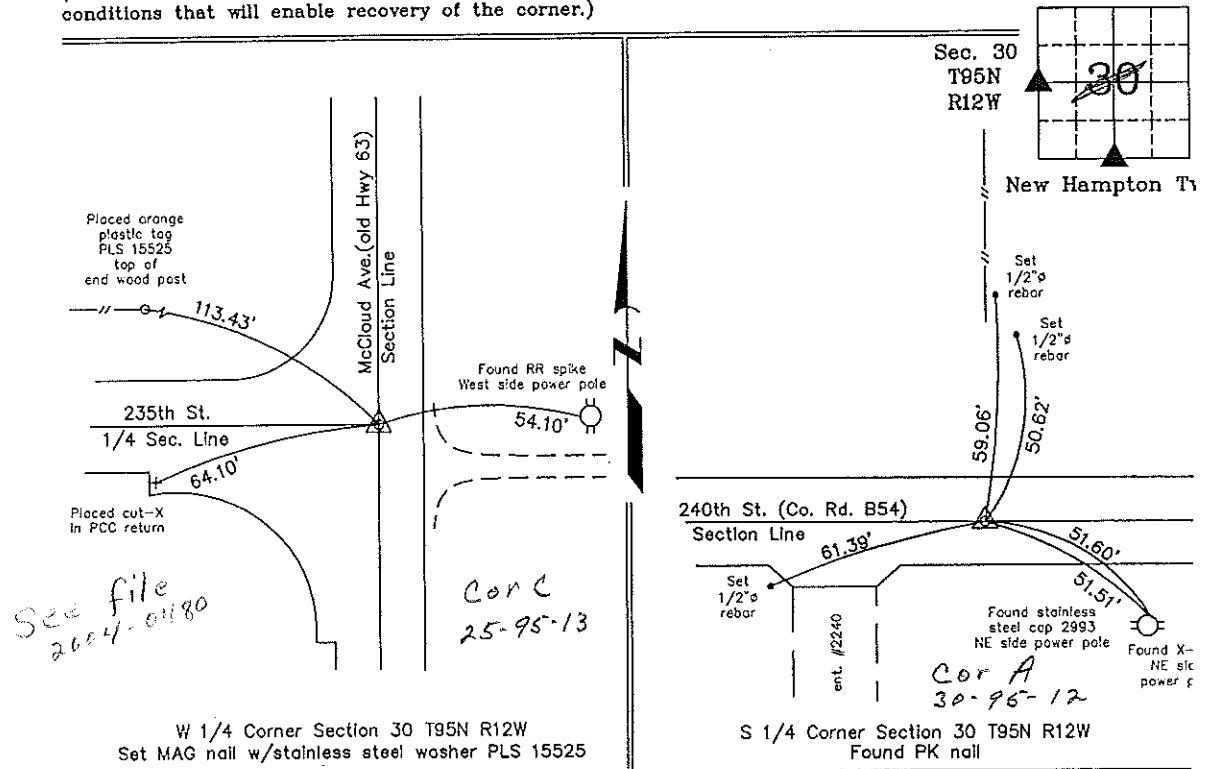 conditions that will enable recovery of the corner.)
Sec. 30
T95N
R12W
30
New Hampton
Placed orange
plastic tag
PLS 15525
top of
end wood post
113.43'
McCloud Ave.(old Hwy 63)
Section Line
Found RR spike
West side power pole
54.10'
235th St.
1/4 Sec. Line
64.10'
Placed cut-X
in PCC return
See file
2004-0480
Cor C
25-95-13
W 1/4 Corner Section 30 T95N R12W
Set MAG nail w/stainless steel washer PLS 15525
Z
Set
1/2"ø
rebar
Set
1/2"ø
rebar
59.06'
50.62'
240th St. (Co. Rd. B54)
Section Line
61.39'
51.60'
51.51'
Set
1/2"ø
rebar
ent. #2240
Found stainless
steel cap 2993
NE side power pole
Found X-
NE
power
Cor A
30-95-12
S 1/4 Corner Section 30 T95N R12W
Found PK nail